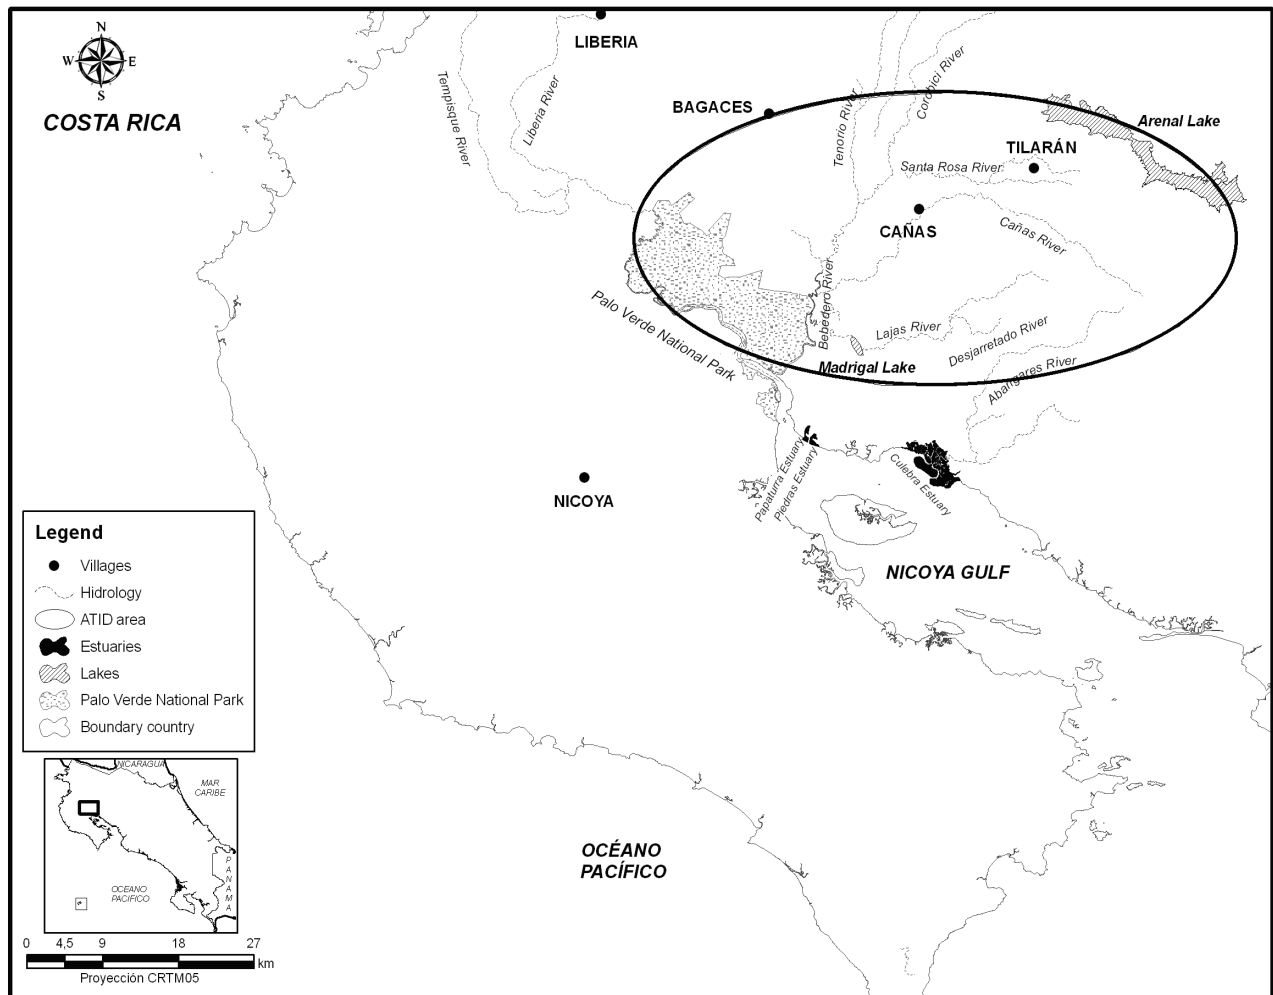 N
W
E
S
COSTA RICA
LIBERIA
Tempisque River
Liberia River
BAGACES
Tenorio River
Corobici River
Arenal Lake
TILARÁN
Santa Rosa River
CAÑAS
Cañas River
Bebedero River
Palo Verde National Park
Lajas River
Desjarretado River
Madrigal Lake
Abangares River
Papaturra Estuary
Piedras Estuary
Culebra Estuary
NICOYA
NICOYA GULF
Legend
Villages
Hidrology
ATID area
Estuaries
Lakes
Palo Verde National Park
Boundary country
NICARAGUA
MAR
CARIBE
PANAMA
OCEANO
PACIFICO
OCÉANO
PACÍFICO
0 4,5 9 18 27
km
Proyección CRTM05